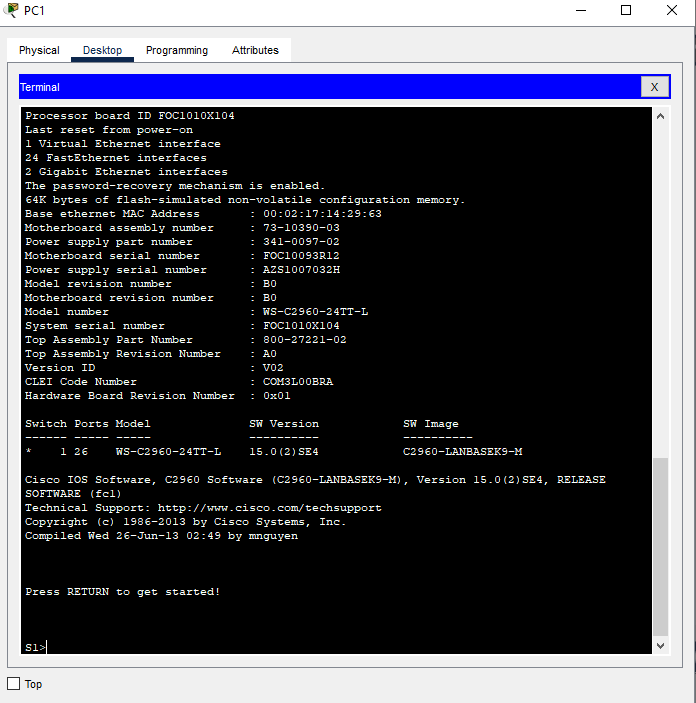 PC1
Physical Desktop Programming Attributes
Terminal X
Processor board ID FOC1010X104
Last reset from power-on
1 Virtual Ethernet interface
24 FastEthernet interfaces
2 Gigabit Ethernet interfaces
The password-recovery mechanism is enabled.
64K bytes of flash-simulated non-volatile configuration memory.
Base ethernet MAC Address       : 00:02:17:14:29:63
Motherboard assembly number     : 73-10390-03
Power supply part number        : 341-0097-02
Motherboard serial number       : FOC10093R12
Power supply serial number      : AZS1007032H
Model revision number           : B0
Motherboard revision number     : B0
Model number                    : WS-C2960-24TT-L
System serial number            : FOC1010X104
Top Assembly Part Number        : 800-27221-02
Top Assembly Revision Number    : A0
Version ID                      : V02
CLEI Code Number                : COM3L00BRA
Hardware Board Revision Number  : 0x01
Switch Ports Model              SW Version            SW Image
------ ----- -----              ----------            ----------
*    1 26    WS-C2960-24TT-L    15.0(2)SE4            C2960-LANBASEK9-M
Cisco IOS Software, C2960 Software (C2960-LANBASEK9-M), Version 15.0(2)SE4, RELEASE
SOFTWARE (fc1)
Technical Support: http://www.cisco.com/techsupport
Copyright (c) 1986-2013 by Cisco Systems, Inc.
Compiled Wed 26-Jun-13 02:49 by mnguyen
Press RETURN to get started!
S1>
Top